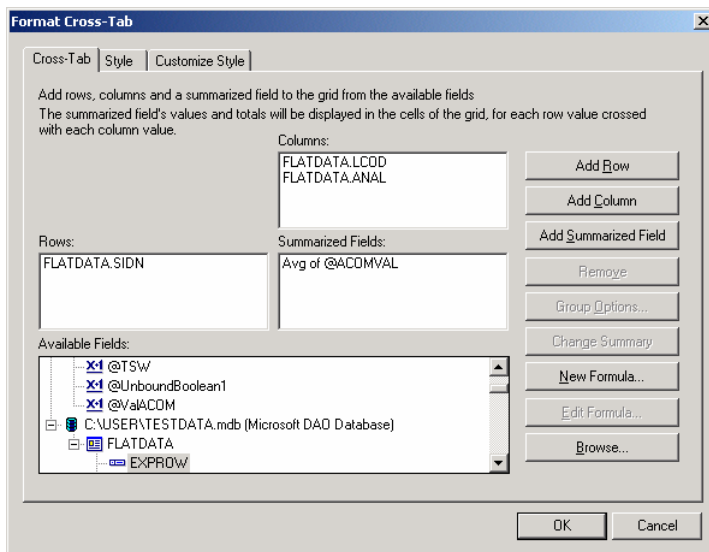 Format Cross-Tab
Cross-Tab
Style
Customize Style
Add rows, columns and a summarized field to the grid from the available fields
The summarized field's values and totals will be displayed in the cells of the grid, for each row value crossed
with each column value.
Columns:
FLATDATA.LCOD
FLATDATA.ANAL
Add Row
Add Column
Add Summarized Field
Rows:
FLATDATA.SIDN
Summarized Fields:
Avg of @ACOMVAL
Remove
Group Options...
Change Summary
New Formula...
Edit Formula...
Browse...
Available Fields:
X+1 @TSW
X+1 @UnboundBoolean1
X+1 @ValACOM
C:\USER\TESTDATA.mdb (Microsoft DAO Database)
FLATDATA
EXPROW
OK
Cancel